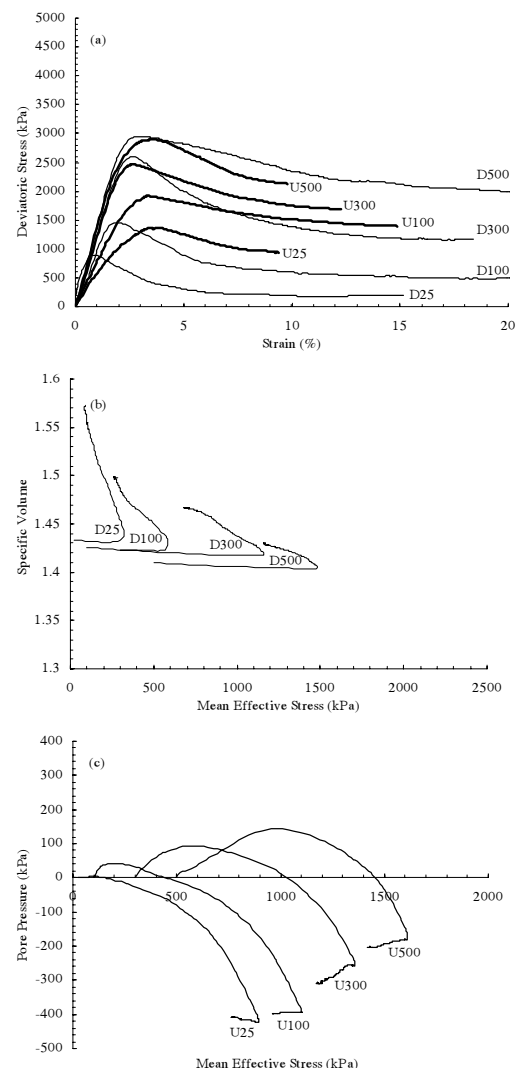 5000
(a)
4500
4000
3500
3000
Deviatoric Stress (kPa)
2500
2000
1500
1000
500
0
D500
U500
U300
U100
D300
U25
D100
D25
0 5 10 15 20
Strain (%)
1.6
(b)
1.55
1.5
Specific Volume
1.45
1.4
1.35
1.3
D25
D100
D300
D500
0 500 1000 1500 2000 2500
Mean Effective Stress (kPa)
400
(c)
300
200
100
0
Pore Pressure (kPa)
-100
-200
-300
-400
-500
0 500 1000 1500 2000
U500
U300
U25
U100
Mean Effective Stress (kPa)